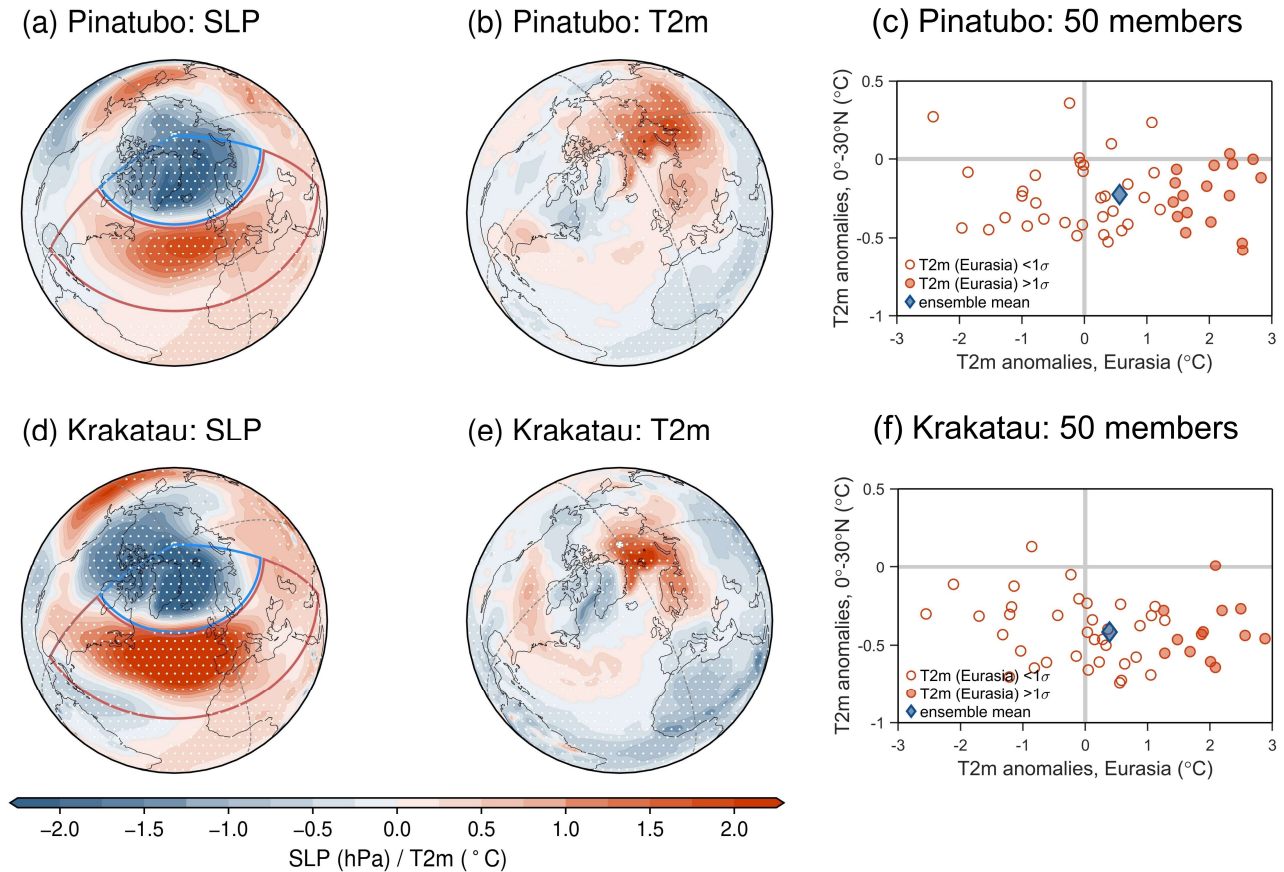 (a) Pinatubo: SLP
(b) Pinatubo: T2m
(c) Pinatubo: 50 members
T2m anomalies, 0°-30°N (°C)
0.5
0
-0.5
-1
T2m (Eurasia) <1σ
T2m (Eurasia) >1σ
ensemble mean
-3 -2 -1 0 1 2 3
T2m anomalies, Eurasia (°C)
(d) Krakatau: SLP
(e) Krakatau: T2m
(f) Krakatau: 50 members
T2m anomalies, 0°-30°N (°C)
0.5
0
-0.5
-1
T2m (Eurasia) <1σ
T2m (Eurasia) >1σ
ensemble mean
-3 -2 -1 0 1 2 3
T2m anomalies, Eurasia (°C)
−2.0 −1.5 −1.0 −0.5 0.0 0.5 1.0 1.5 2.0
SLP (hPa) / T2m (°C)